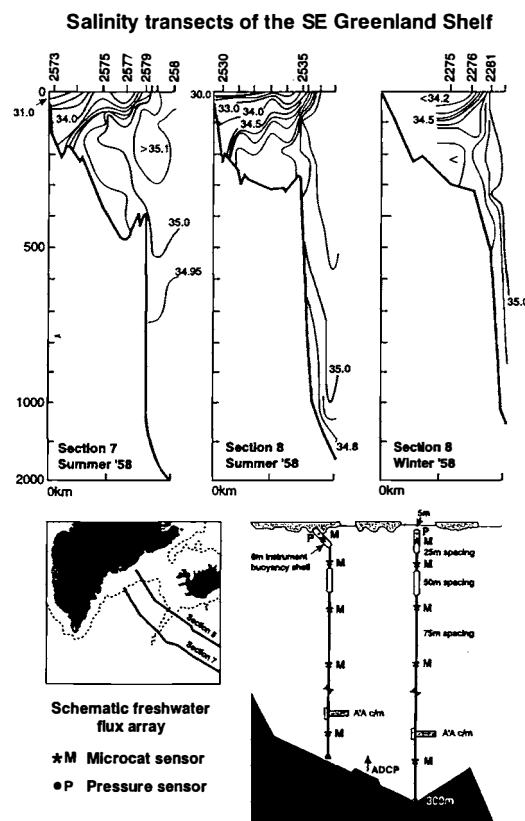 Salinity transects of the SE Greenland Shelf
2573
2575
2577
2579
258
2530
2535
2275
2276
2281
0
500
1000
2000
31.0
34.0
>35.1
35.0
34.95
Section 7
Summer '58
0km
30.0
33.0
34.0
34.5
35.0
34.8
Section 8
Summer '58
0km
<34.2
34.5
<
35.0
Section 8
Winter '58
0km
Section 8
Section 7
Schematic freshwater
flux array
M Microcat sensor
P Pressure sensor
5m
P M
P
M
6m instrument
buoyancy shell
25m spacing
M
M
50m spacing
M
M
75m spacing
M
M
A'A c/m
A'A c/m
M
M
ADCP
300m